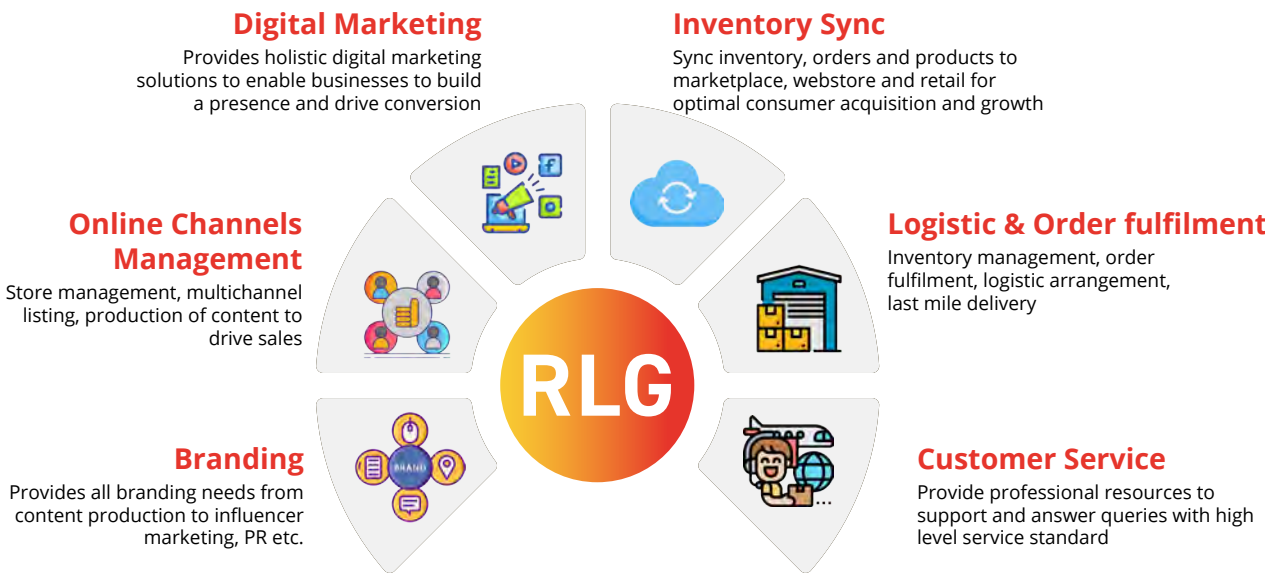 Digital Marketing
Provides holistic digital marketing
solutions to enable businesses to build
a presence and drive conversion
Inventory Sync
Sync inventory, orders and products to
marketplace, webstore and retail for
optimal consumer acquisition and growth
Online Channels
Management
Store management, multichannel
listing, production of content to
drive sales
Logistic & Order fulfilment
Inventory management, order
fulfilment, logistic arrangement,
last mile delivery
RLG
Branding
Provides all branding needs from
content production to influencer
marketing, PR etc.
BRAND
Customer Service
Provide professional resources to
support and answer queries with high
level service standard